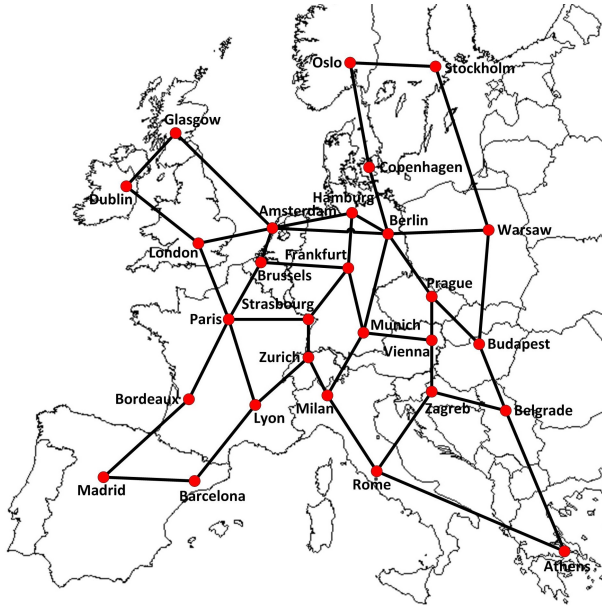 Oslo
Stockholm
Glasgow
Copenhagen
Dublin
Hamburg
Amsterdam
Berlin
Warsaw
London
Frankfurt
Brussels
Prague
Strasbourg
Paris
Munich
Vienna
Budapest
Zurich
Bordeaux
Lyon
Milan
Zagreb
Belgrade
Madrid
Barcelona
Rome
Athens